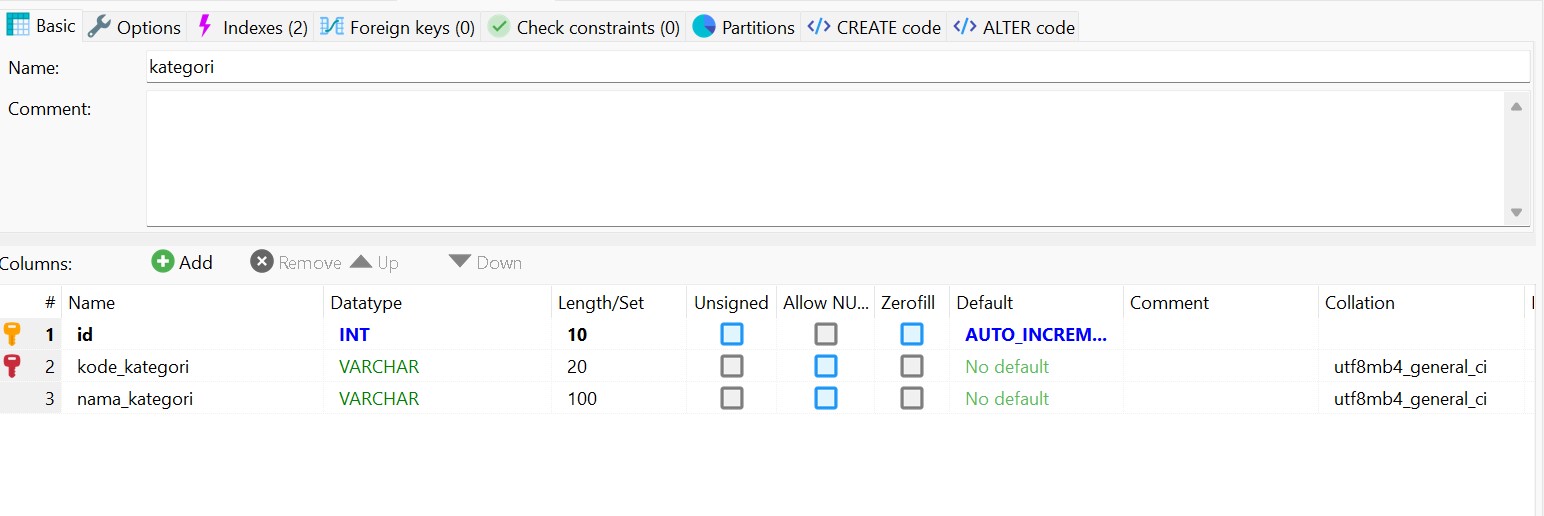 Basic Options Indexes (2) Foreign keys (0) Check constraints (0) Partitions CREATE code ALTER code
Name: kategori
Comment:
Columns: Add Remove Up Down
# Name Datatype Length/Set Unsigned Allow NU... Zerofill Default Comment Collation
1 id INT 10 AUTO_INCREM...
2 kode_kategori VARCHAR 20 No default utf8mb4_general_ci
3 nama_kategori VARCHAR 100 No default utf8mb4_general_ci